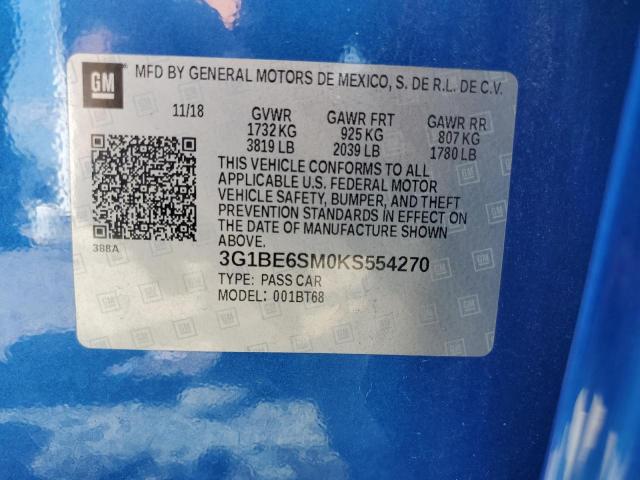 GM
MFD BY GENERAL MOTORS DE MEXICO, S. DE R.L. DE C.V.
11/18 GVWR GAWR FRT GAWR RR
1732 KG 925 KG 807 KG
3819 LB 2039 LB 1780 LB
THIS VEHICLE CONFORMS TO ALL
APPLICABLE U.S. FEDERAL MOTOR
VEHICLE SAFETY, BUMPER, AND THEFT
PREVENTION STANDARDS IN EFFECT ON
THE DATE OF MANUFACTURE SHOWN
ABOVE.
388A
3G1BE6SM0KS554270
TYPE: PASS CAR
MODEL: 001BT68